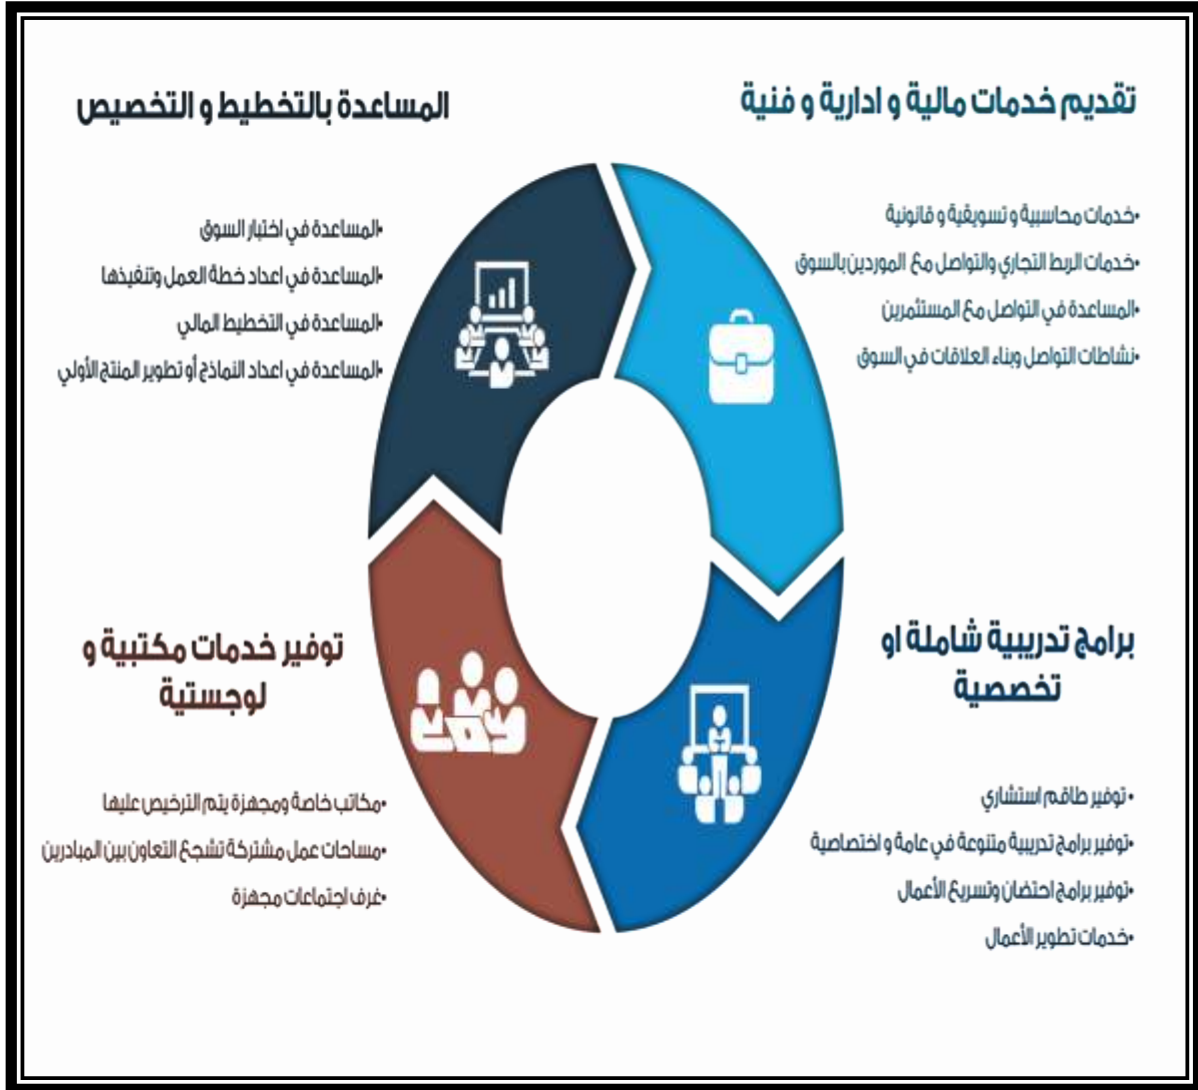 تقديم خدمات مالية و ادارية و فنية
•خدمات محاسبية و تسويقية و قانونية
•خدمات الربط التجاري والتواصل مع الموردين بالسوق
•المساعدة في التواصل مع المستثمرين
•نشاطات التواصل وبناء العلاقات في السوق
المساعدة بالتخطيط و التخصيص
•المساعدة في اختبار السوق
•المساعدة في اعداد خطة العمل وتنفيذها
•المساعدة في التخطيط المالي
•المساعدة في اعداد النماذج أو تطوير المنتج الأولي
برامج تدريبية شاملة او
تخصصية
• توفير طاقم استشاري
•توفير برامج تدريبية متنوعة في عامة و اختصاصية
•توفير برامج احتضان وتسريع الأعمال
•خدمات تطوير الأعمال
توفير خدمات مكتبية و
لوجستية
•مكاتب خاصة ومجهزة يتم الترخيص عليها
•مساحات عمل مشتركة تشجع التعاون بين المبادرين
•غرف اجتماعات مجهزة